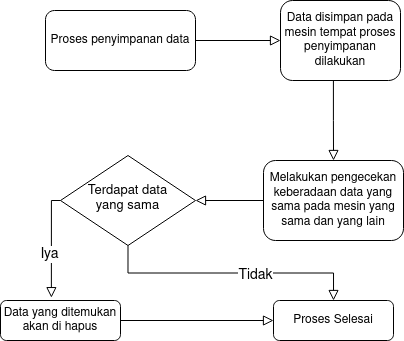 Proses penyimpanan data
Data disimpan pada
mesin tempat proses
penyimpanan
dilakukan
Melakukan pengecekan
keberadaan data yang
sama pada mesin yang
sama dan yang lain
Terdapat data
yang sama
Iya
Tidak
Data yang ditemukan
akan di hapus
Proses Selesai